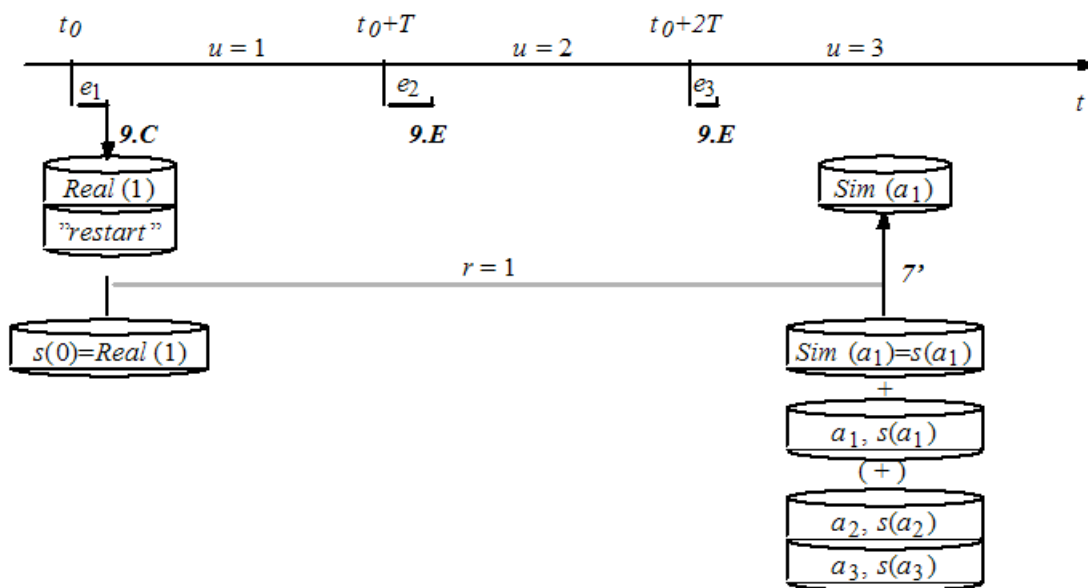 t0 t0+T t0+2T
u = 1 u = 2 u = 3
e1 e2 e3 t
9.C 9.E 9.E
Real (1) Sim (a1)
”restart”
r = 1 7’
s(0)=Real (1) Sim (a1)=s(a1)
+
a1, s(a1)
( + )
a2, s(a2)
a3, s(a3)